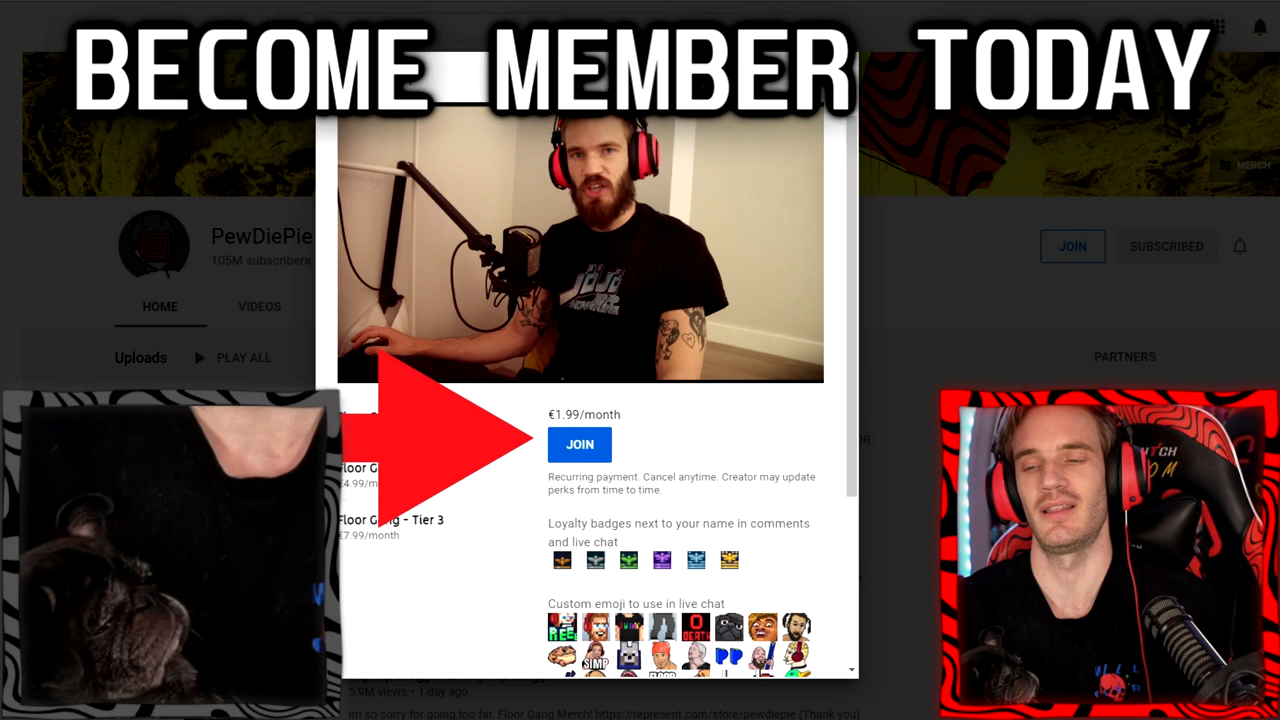 BECOME MEMBER TODAY
MERCH
PewDiePie
105M subscribers
JOIN
SUBSCRIBED
HOME
VIDEOS
Uploads
PLAY ALL
PARTNERS
€1.99/month
JOIN
Recurring payment. Cancel anytime. Creator may update
perks from time to time.
Floor Gang - Tier 3
€7.99/month
Loyalty badges next to your name in comments
and live chat
Custom emoji to use in live chat
REEE
0
DEATH
SIMP
5.9M views • 1 day ago
im so sorry for going too far. Floor Gang Merch! https://represent.com/store/pewdiepie (Thank you)